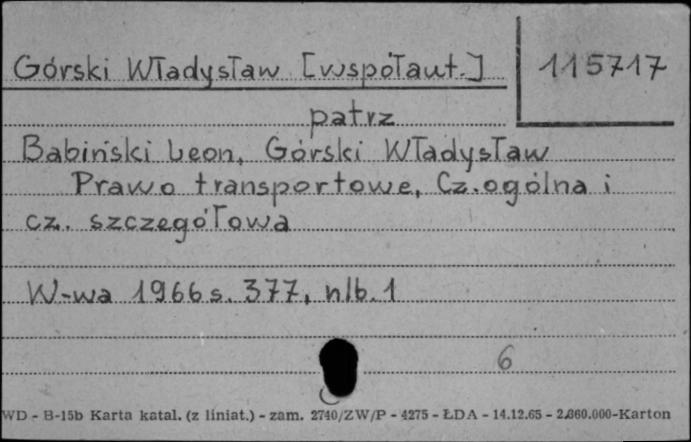 Górski Władysław [współaut.]
115717
patrz
Babiński Leon, Górski Władysław
Prawo transportowe, Cz. ogólna i
cz. szczegółowa
W-wa 1966 s. 377, nlb. 1
6
WD - B-15b Karta katal. (z liniat.) - zam. 2740/ZW/P - 4275 - ŁDA - 14.12.65 - 2.860.000-Karton